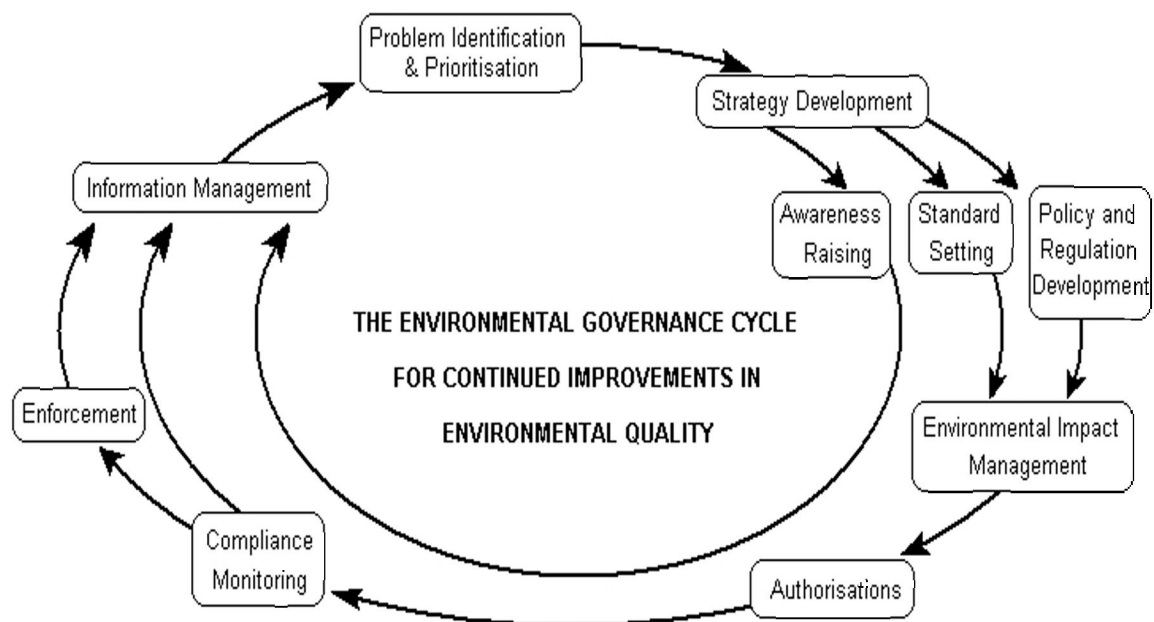 Problem Identification
& Prioritisation
Strategy Development
Information Management
Awareness
Raising
Standard
Setting
Policy and
Regulation
Development
THE ENVIRONMENTAL GOVERNANCE CYCLE
FOR CONTINUED IMPROVEMENTS IN
ENVIRONMENTAL QUALITY
Enforcement
Environmental Impact
Management
Compliance
Monitoring
Authorisations